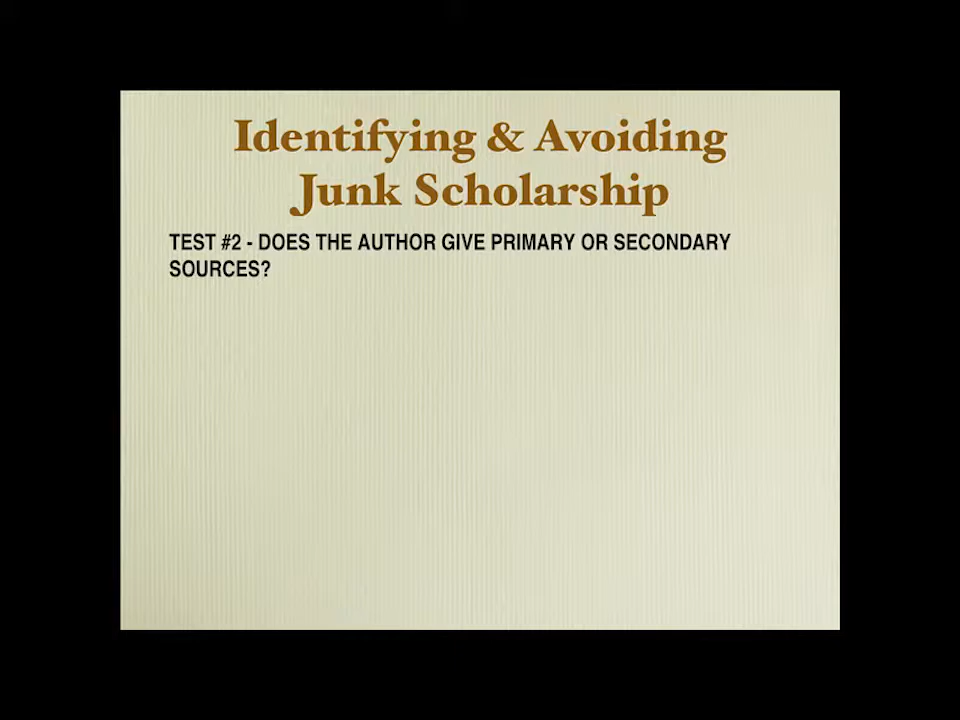 Identifying & Avoiding
Junk Scholarship
TEST #2 - DOES THE AUTHOR GIVE PRIMARY OR SECONDARY
SOURCES?